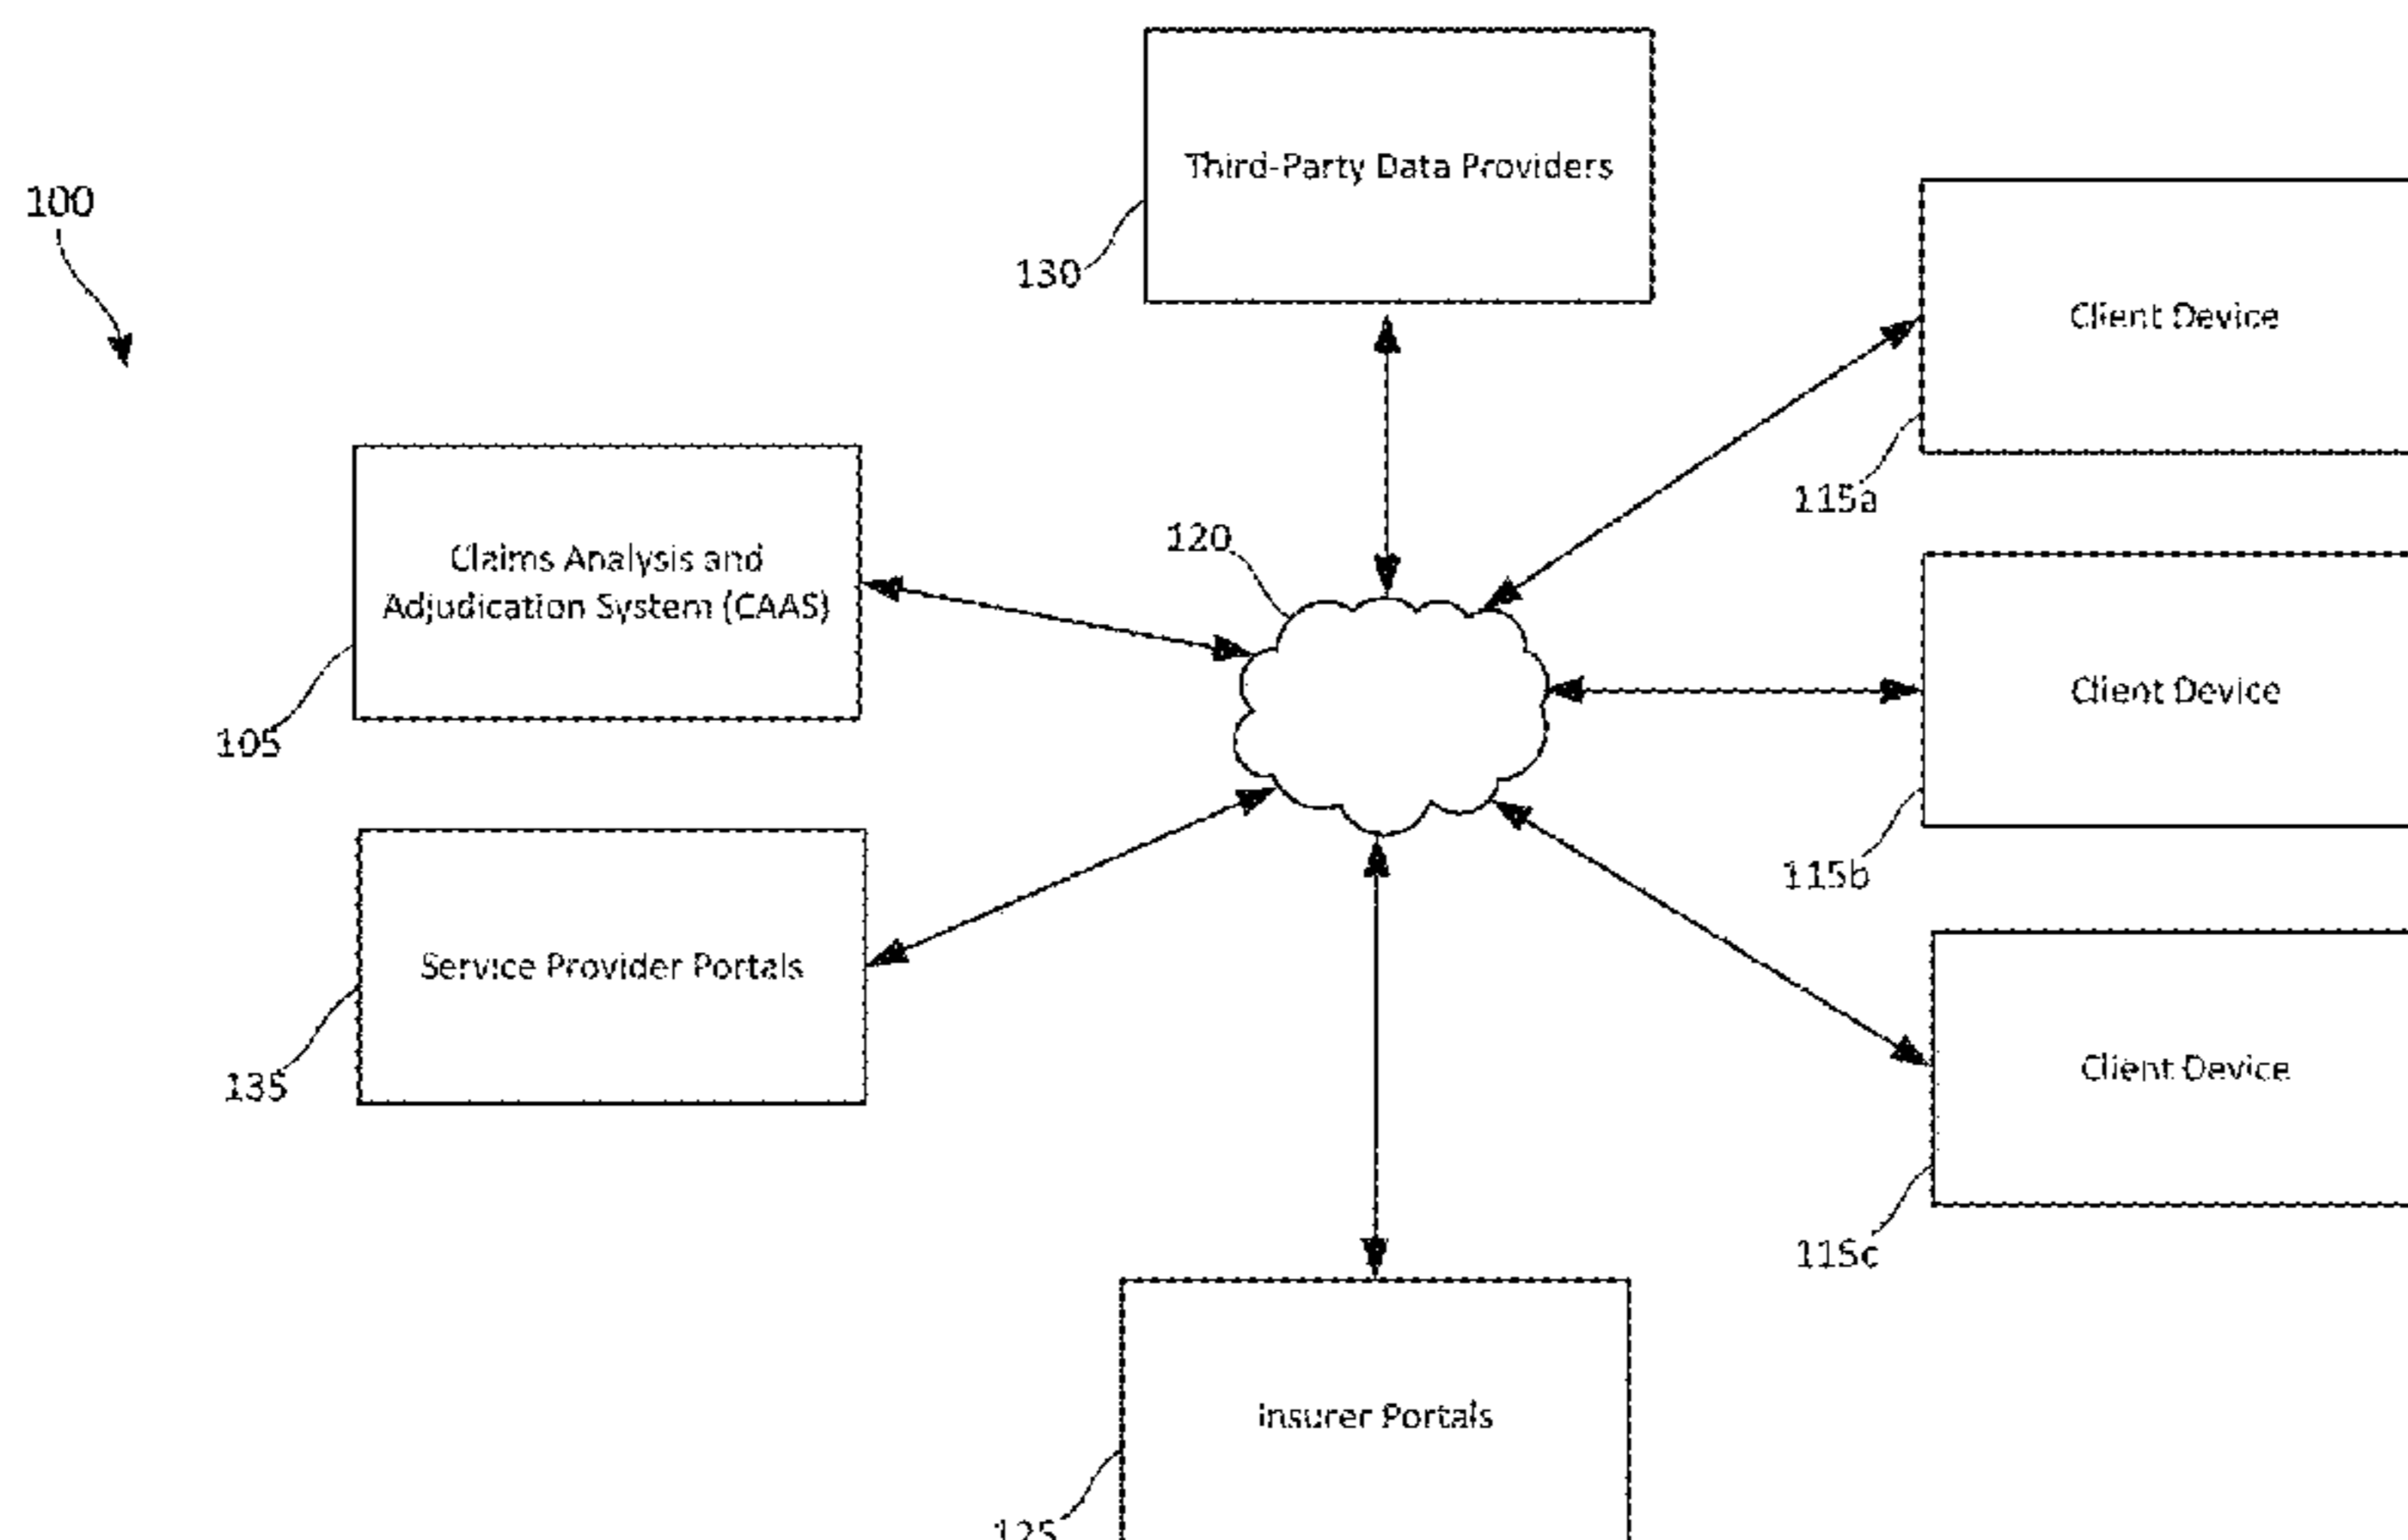 Third-Party Data Providers
100
130
Client Device
115a
120
Claims Analysis and
Adjudication System (CAAS)
105
Client Device
115b
Service Provider Portals
135
Client Device
115c
Insurer Portals
125